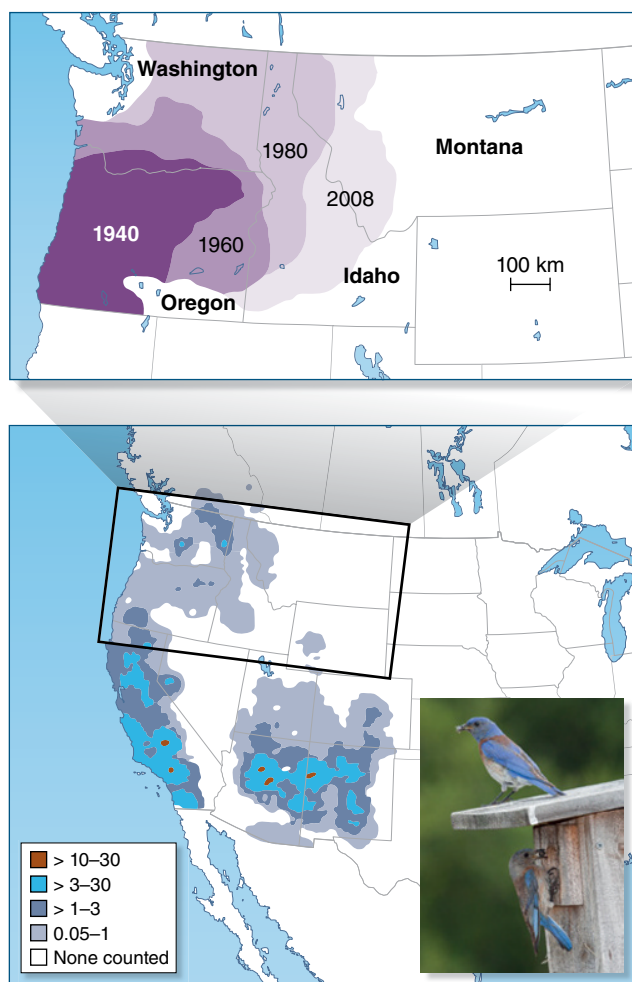 Washington
Montana
1980
2008
1940
1960
Idaho
100 km
Oregon
> 10–30
> 3–30
> 1–3
0.05–1
None counted